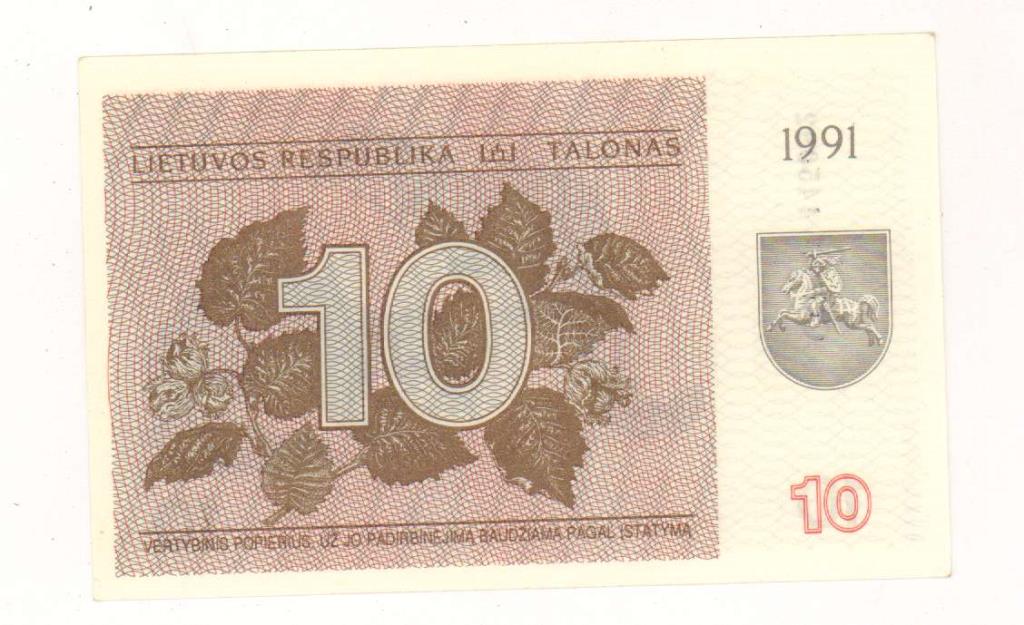 LIETUVOS RESPUBLIKA TALONAS
1991
10
10
VERTYBINIS POPIERIUS. UŽ JO PADIRBINĖJIMĄ BAUDŽIAMA PAGAL ĮSTATYMĄ